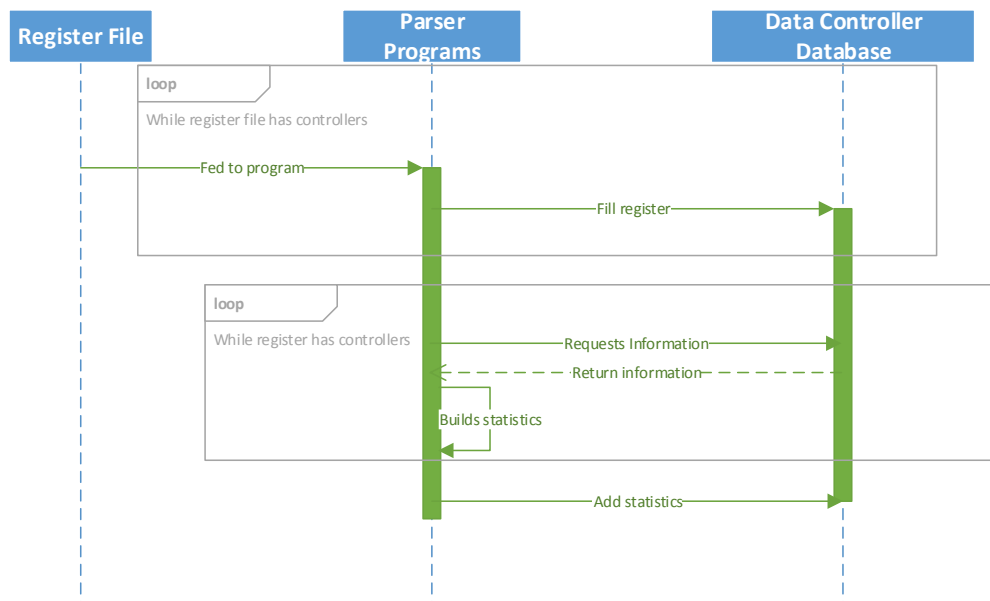 Register File
Parser
Programs
Data Controller
Database
loop
While register file has controllers
Fed to program
Fill register
loop
While register has controllers
Requests Information
Return information
Builds statistics
Add statistics